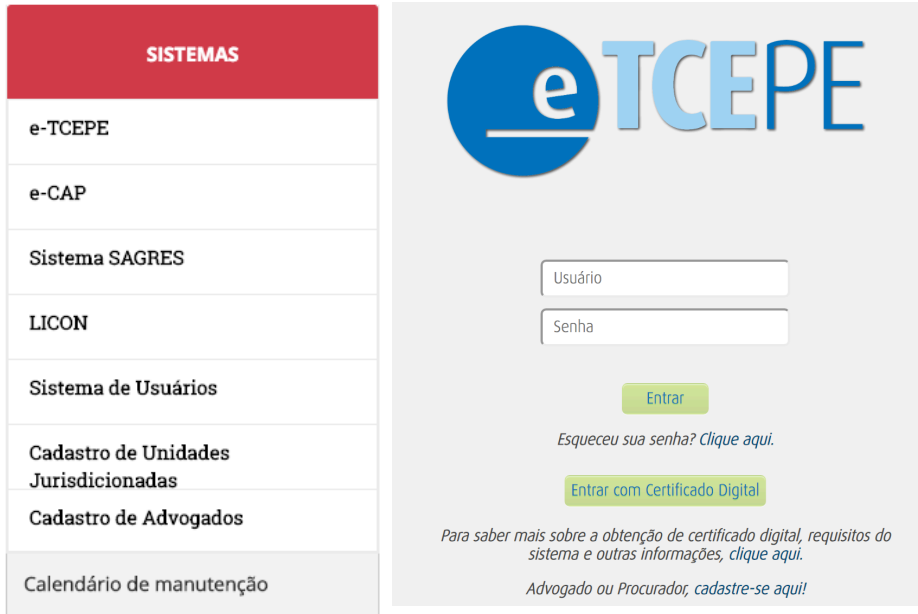 SISTEMAS
e-TCEPE
e-CAP
Sistema SAGRES
LICON
Sistema de Usuários
Cadastro de Unidades
Jurisdicionadas
Cadastro de Advogados
Calendário de manutenção
eTCEPE
Usuário
Senha
Entrar
Esqueceu sua senha? Clique aqui.
Entrar com Certificado Digital
Para saber mais sobre a obtenção de certificado digital, requisitos do
sistema e outras informações, clique aqui.
Advogado ou Procurador, cadastre-se aqui!